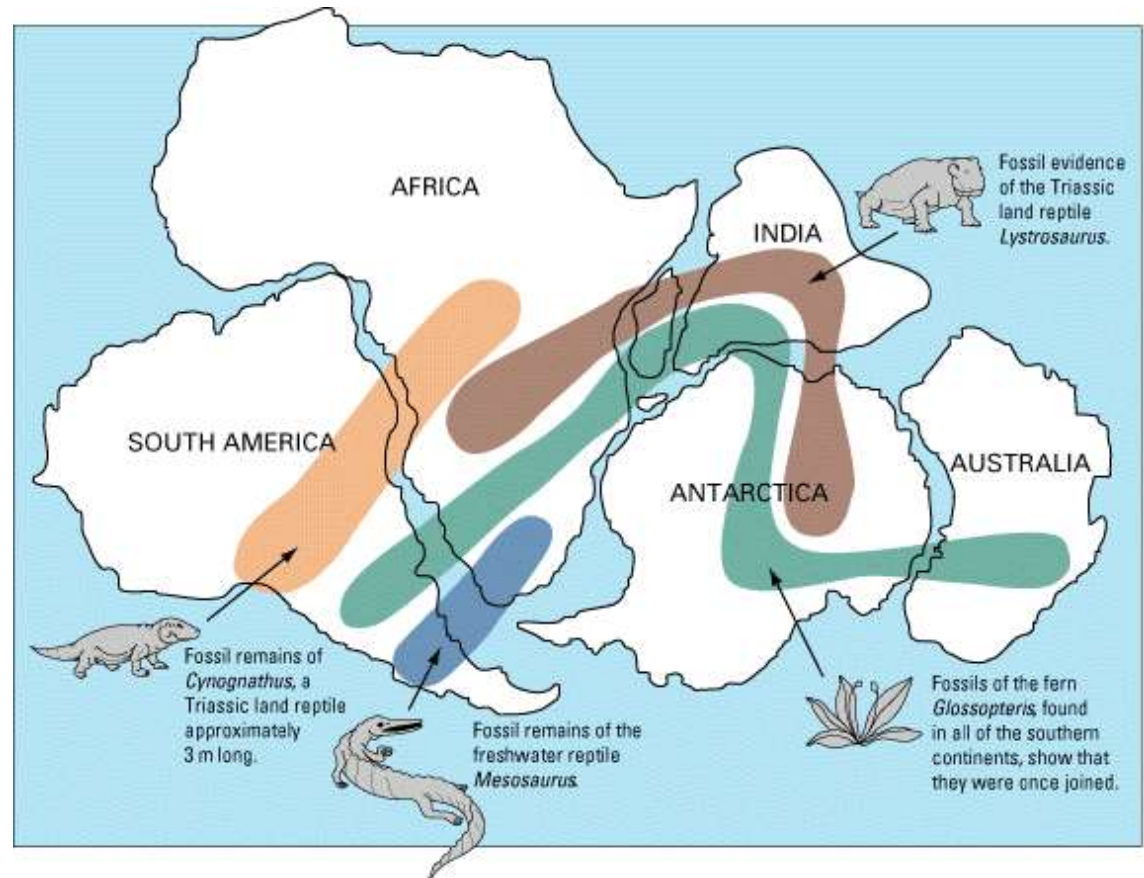 AFRICA
INDIA
Fossil evidence
of the Triassic
land reptile
Lystrosaurus.
SOUTH AMERICA
ANTARCTICA
AUSTRALIA
Fossil remains of
Cynognathus, a
Triassic land reptile
approximately
3 m long.
Fossil remains of the
freshwater reptile
Mesosaurus.
Fossils of the fern
Glossopteris, found
in all of the southern
continents, show that
they were once joined.